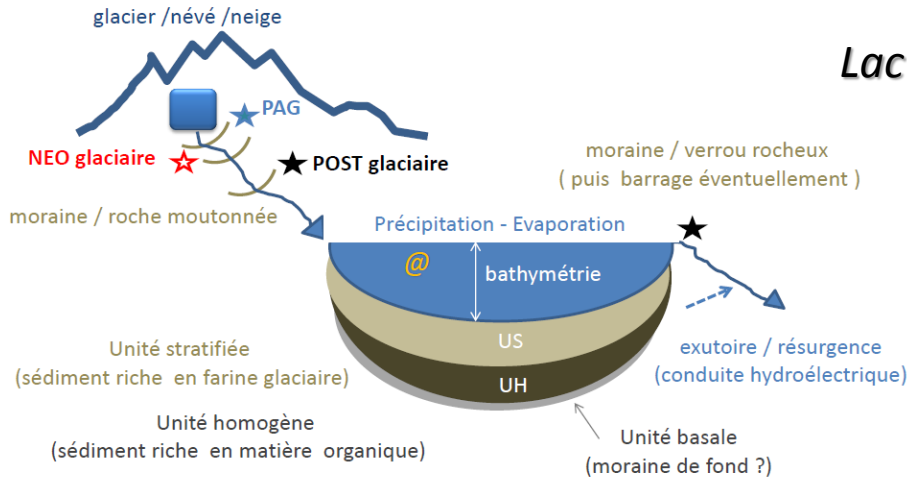 glacier /névé/neige
Lac
PAG
NEO glaciaire
POST glaciaire
moraine / verrou rocheux
( puis barrage éventuellement )
moraine / roche moutonnée
Précipitation - Evaporation
@
bathymétrie
US
UH
Unité stratifiée
(sédiment riche en farine glaciaire)
exutoire / résurgence
(conduite hydroélectrique)
Unité homogène
(sédiment riche en matière organique)
Unité basale
(moraine de fond ?)